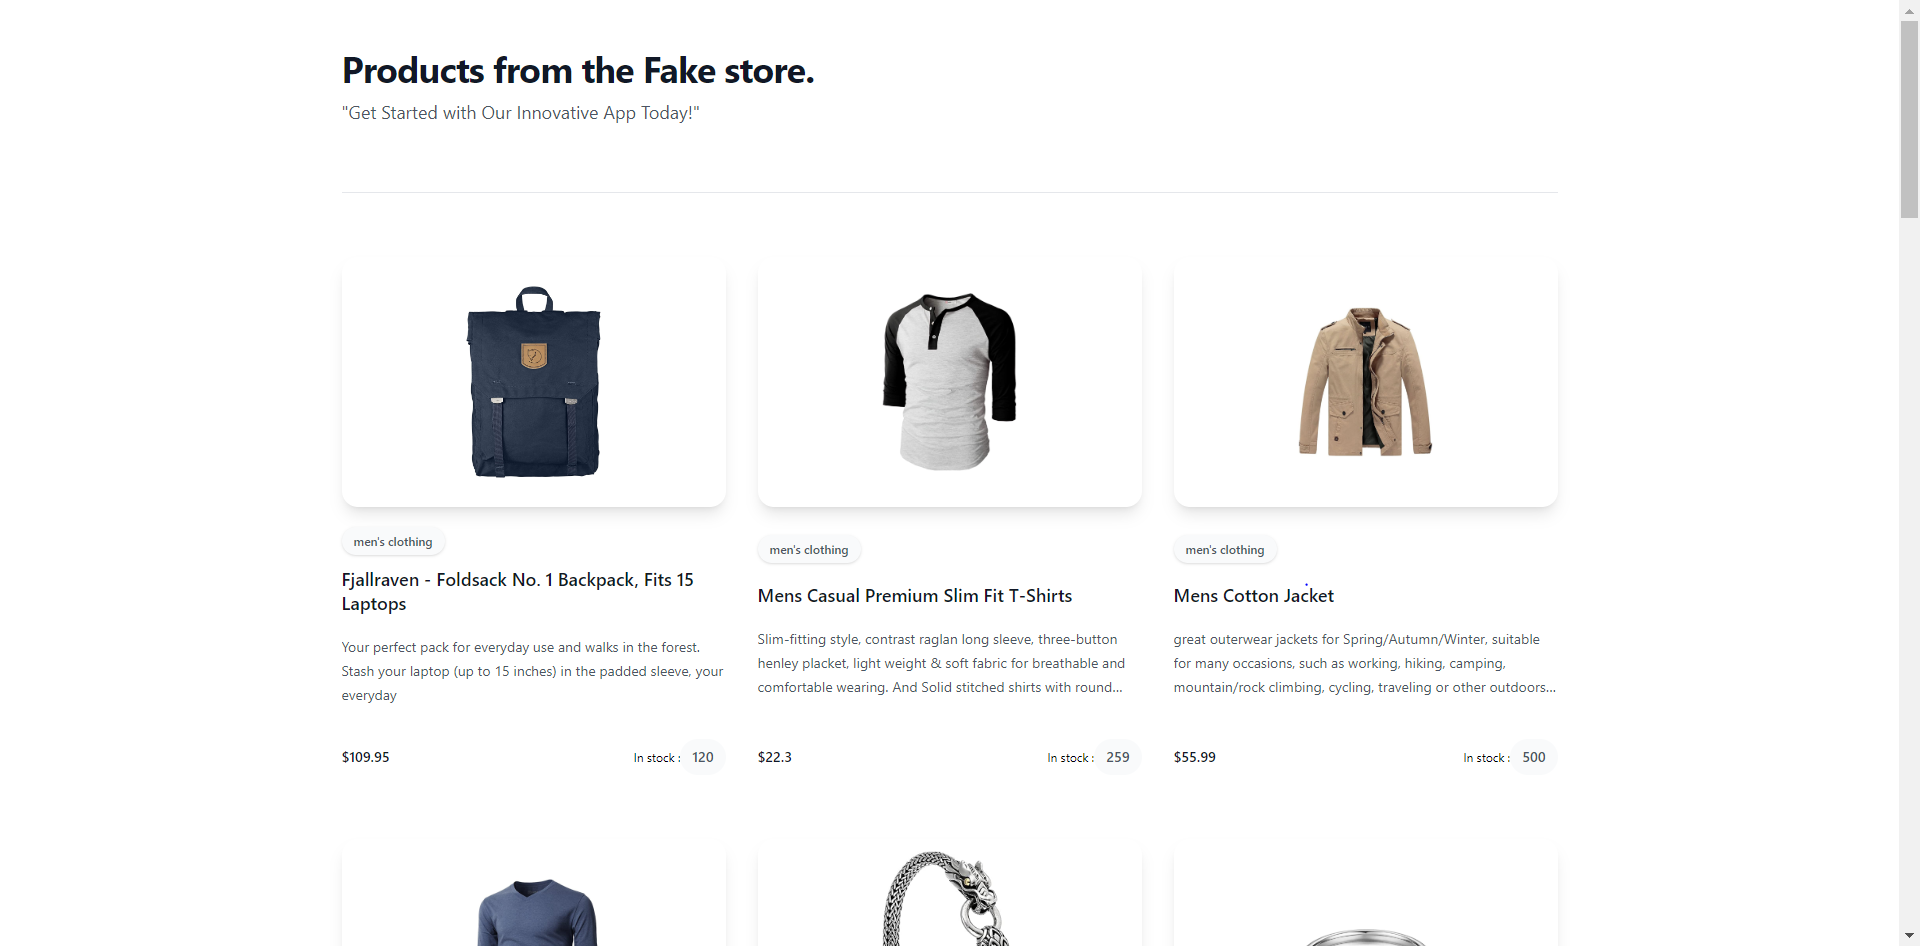 Products from the Fake store.
"Get Started with Our Innovative App Today!"
men's clothing
Fjallraven - Foldsack No. 1 Backpack, Fits 15
Laptops
Your perfect pack for everyday use and walks in the forest.
Stash your laptop (up to 15 inches) in the padded sleeve, your
everyday
$109.95
In stock : 120
men's clothing
Mens Casual Premium Slim Fit T-Shirts
Slim-fitting style, contrast raglan long sleeve, three-button
henley placket, light weight & soft fabric for breathable and
comfortable wearing. And Solid stitched shirts with round...
$22.3
In stock : 259
men's clothing
Mens Cotton Jacket
great outerwear jackets for Spring/Autumn/Winter, suitable
for many occasions, such as working, hiking, camping,
mountain/rock climbing, cycling, traveling or other outdoors...
$55.99
In stock : 500